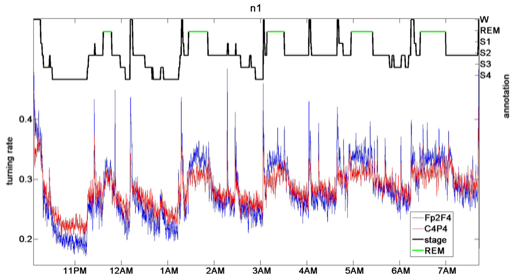 n1
W
REM
S1
S2
S3
S4
annotation
turning rate
0.4
0.3
0.2
Fp2F4
C4P4
stage
REM
11PM 12AM 1AM 2AM 3AM 4AM 5AM 6AM 7AM